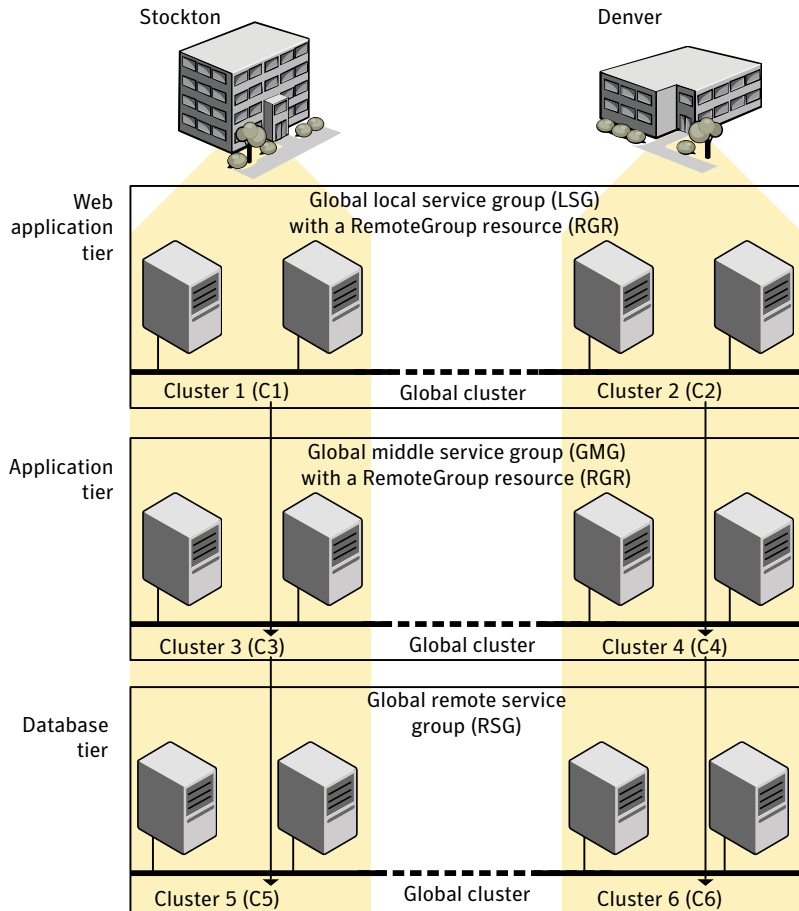 Stockton
Denver
Web
application
tier
Global local service group (LSG)
with a RemoteGroup resource (RGR)
Cluster 1 (C1)
Global cluster
Cluster 2 (C2)
Application
tier
Global middle service group (GMG)
with a RemoteGroup resource (RGR)
Cluster 3 (C3)
Global cluster
Cluster 4 (C4)
Database
tier
Global remote service
group (RSG)
Cluster 5 (C5)
Global cluster
Cluster 6 (C6)